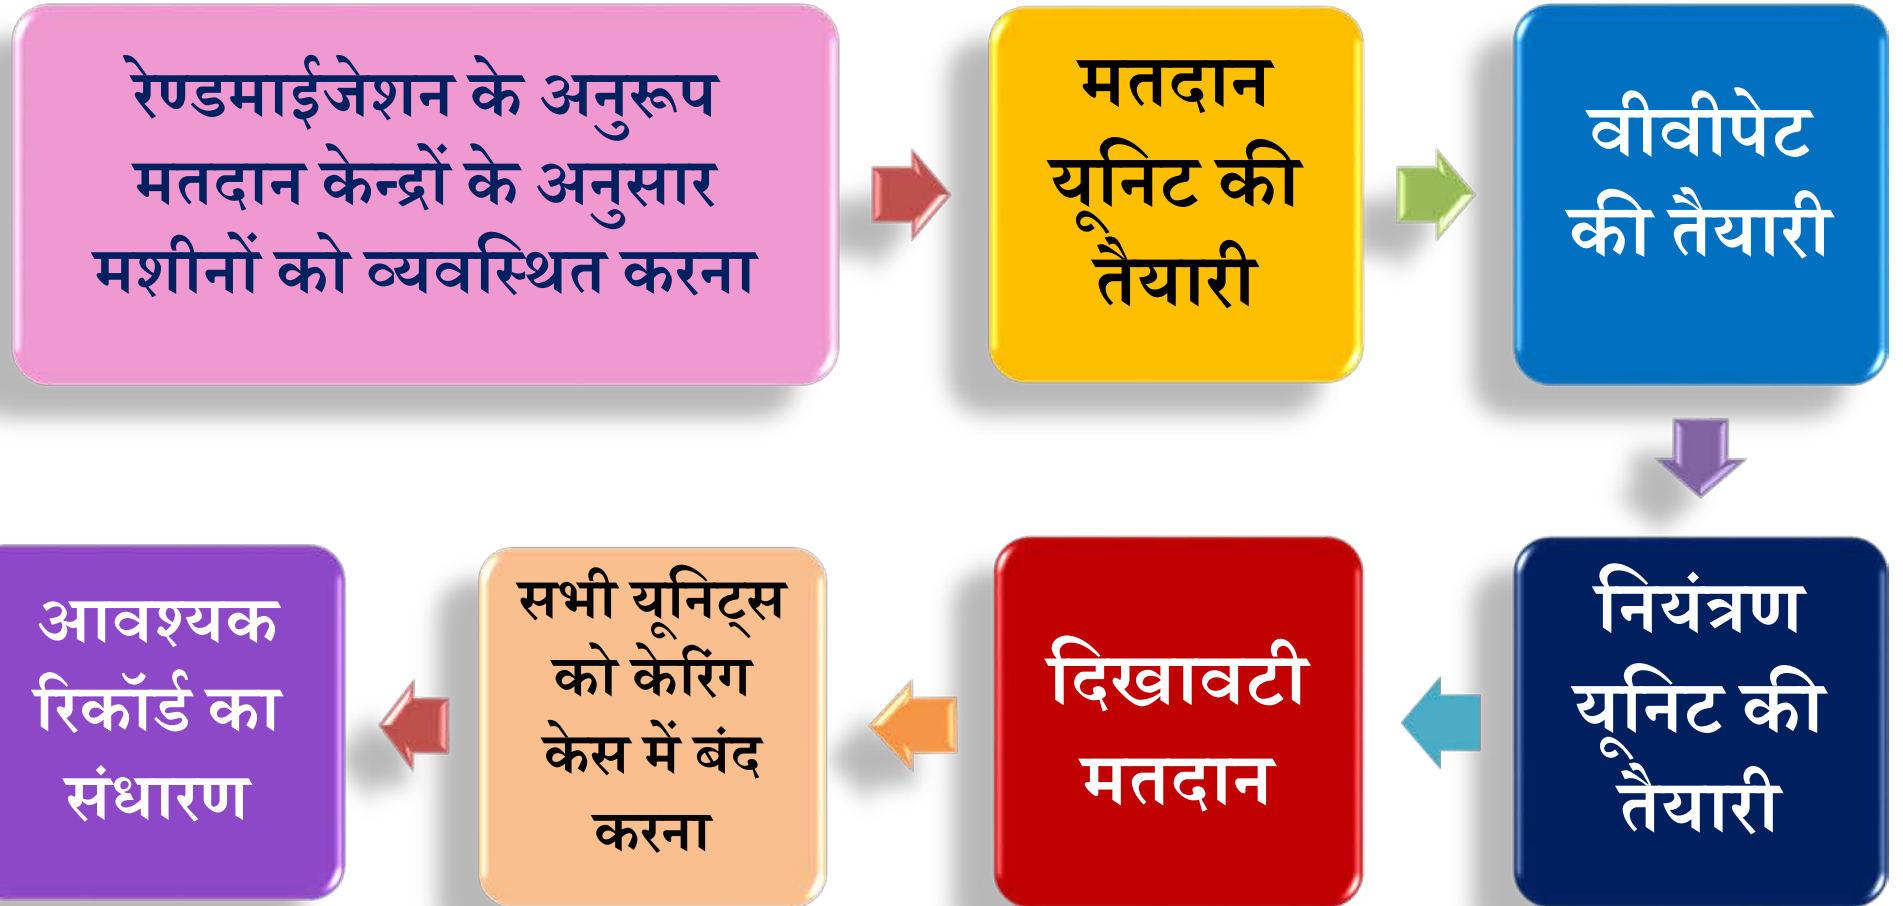 रेण्डमाईजेशन के अनुरूप
मतदान केन्द्रों के अनुसार
मशीनों को व्यवस्थित करना
मतदान
यूनिट की
तैयारी
वीवीपेट
की तैयारी
नियंत्रण
यूनिट की
तैयारी
दिखावटी
मतदान
सभी यूनिट्स
को केरिंग
केस में बंद
करना
आवश्यक
रिकॉर्ड का
संधारण